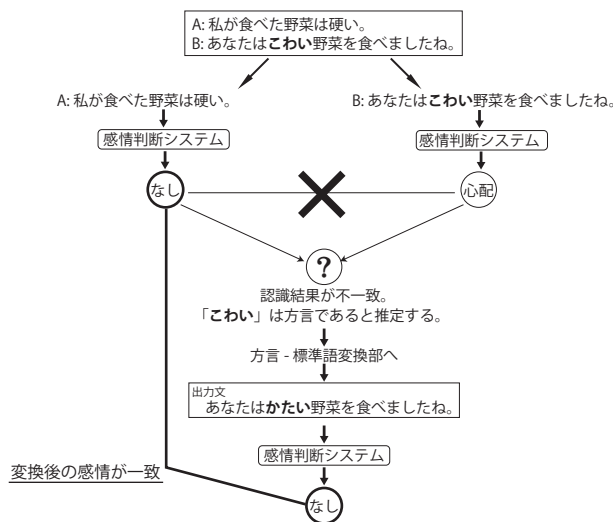 A: 私が食べた野菜は硬い。
B: あなたはこわい野菜を食べましたね。
A: 私が食べた野菜は硬い。
B: あなたはこわい野菜を食べましたね。
感情判断システム
感情判断システム
なし
心配
?
認識結果が不一致。
「こわい」は方言であると推定する。
方言 - 標準語変換部へ
出力文
あなたはかたい野菜を食べましたね。
感情判断システム
変換後の感情が一致
なし